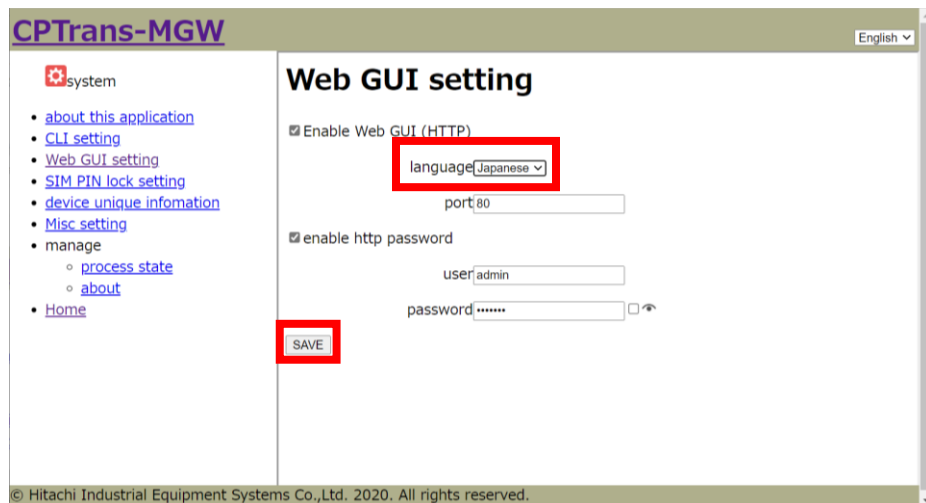 CPTrans-MGW
English
system
about this application
CLI setting
Web GUI setting
SIM PIN lock setting
device unique infomation
Misc setting
manage
process state
about
Home
Web GUI setting
Enable Web GUI (HTTP)
language Japanese
port 80
enable http password
user admin
password •••••••
SAVE
© Hitachi Industrial Equipment Systems Co.,Ltd. 2020. All rights reserved.